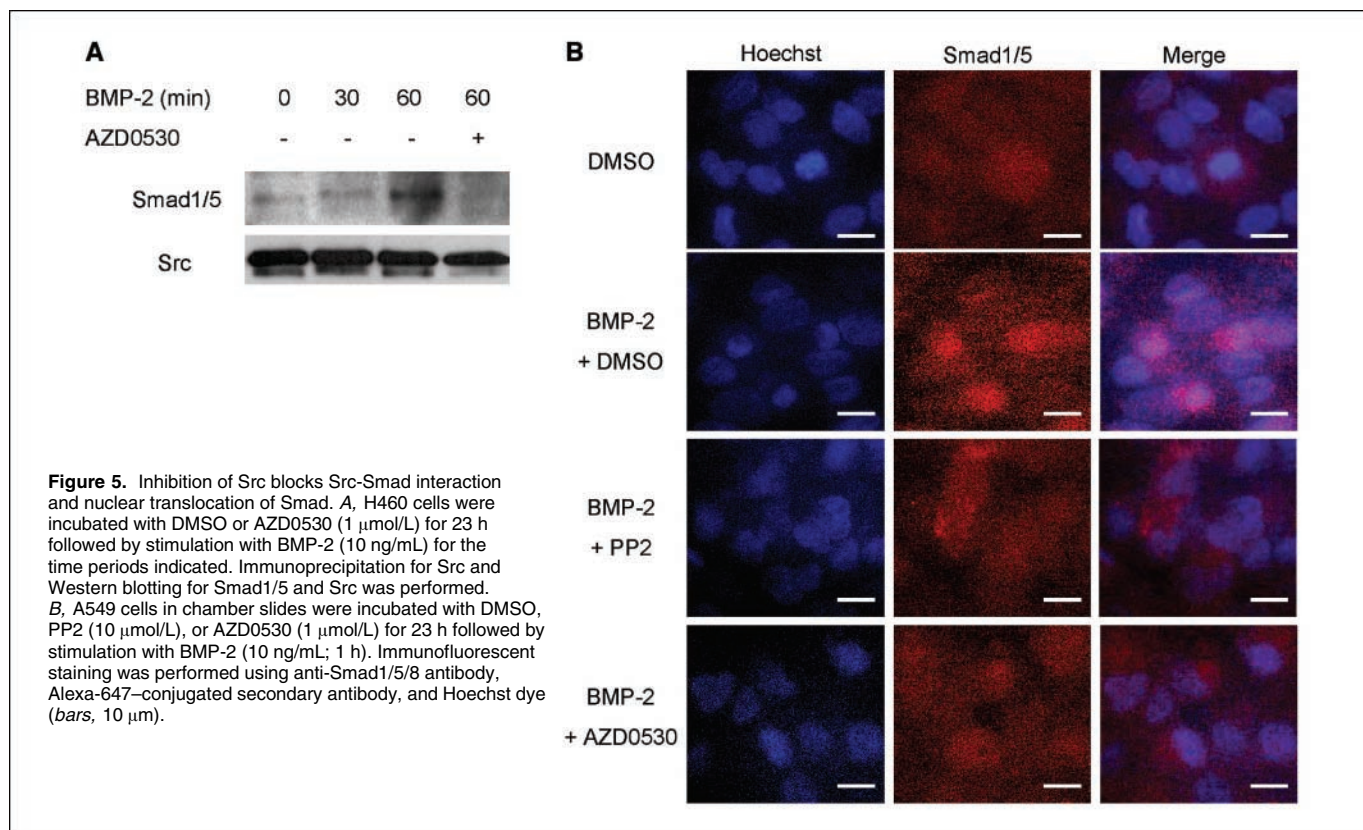 A
BMP-2 (min) 0 30 60 60
AZD0530 - - - +
Smad1/5
Src
B
Hoechst Smad1/5 Merge
DMSO
BMP-2
+ DMSO
BMP-2
+ PP2
BMP-2
+ AZD0530
Figure 5. Inhibition of Src blocks Src-Smad interaction
and nuclear translocation of Smad. A, H460 cells were
incubated with DMSO or AZD0530 (1 μmol/L) for 23 h
followed by stimulation with BMP-2 (10 ng/mL) for the
time periods indicated. Immunoprecipitation for Src and
Western blotting for Smad1/5 and Src was performed.
B, A549 cells in chamber slides were incubated with DMSO,
PP2 (10 μmol/L), or AZD0530 (1 μmol/L) for 23 h followed by
stimulation with BMP-2 (10 ng/mL; 1 h). Immunofluorescent
staining was performed using anti-Smad1/5/8 antibody,
Alexa-647–conjugated secondary antibody, and Hoechst dye
(bars, 10 μm).